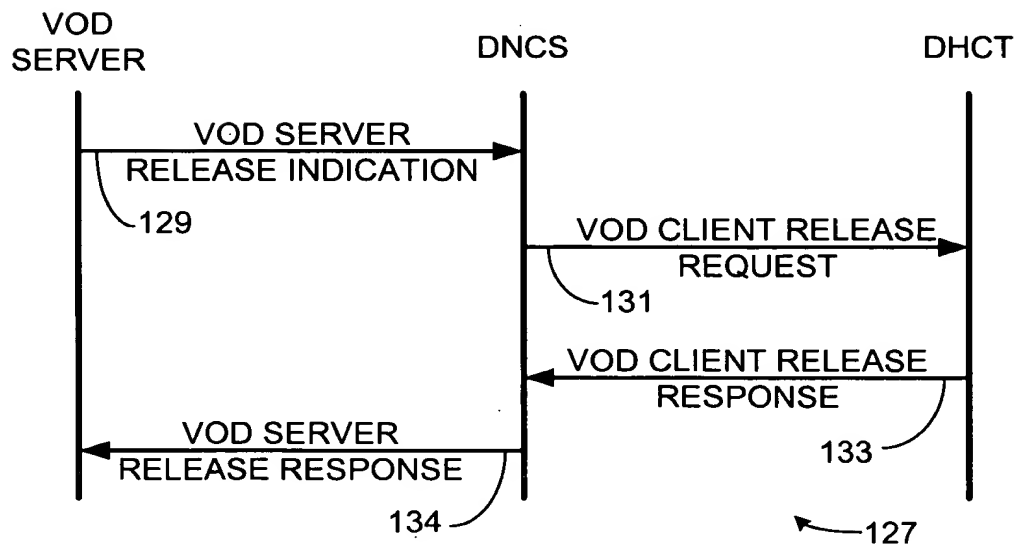 VOD
SERVER
DNCS
DHCT
VOD SERVER
RELEASE INDICATION
129
VOD CLIENT RELEASE
REQUEST
131
VOD CLIENT RELEASE
RESPONSE
133
VOD SERVER
RELEASE RESPONSE
134
127